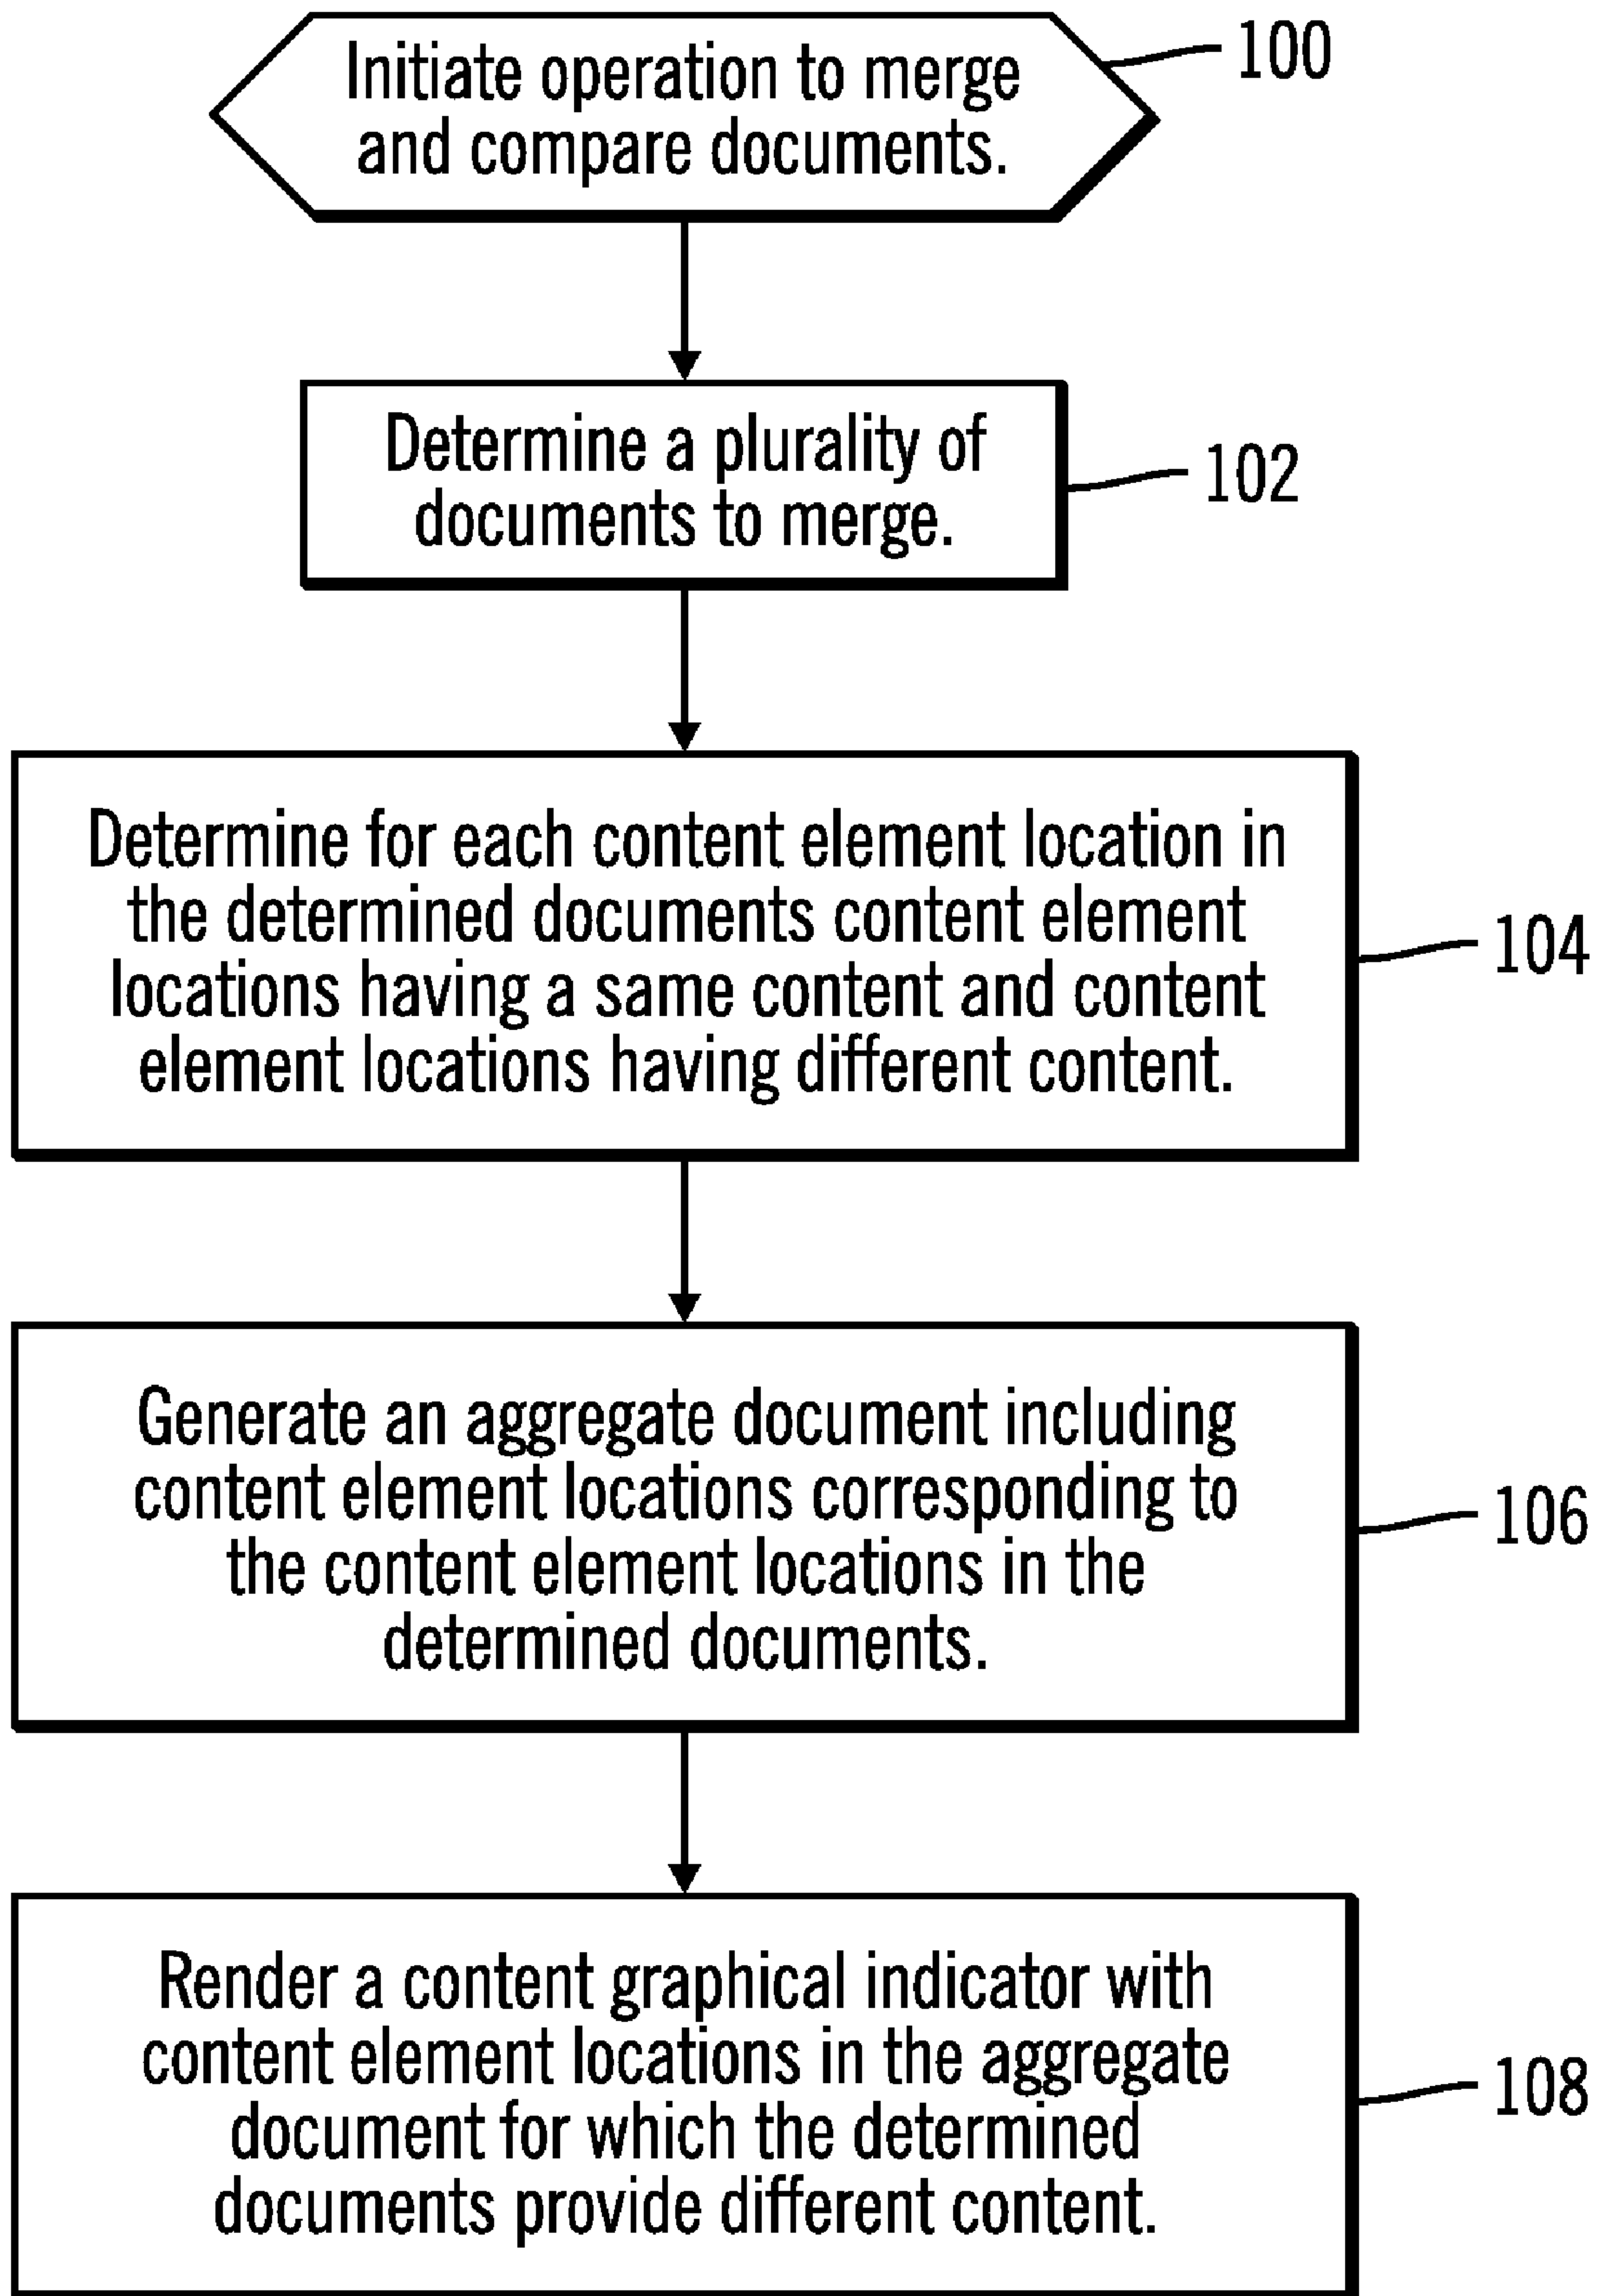 Initiate operation to merge
and compare documents.
100
Determine a plurality of
documents to merge.
102
Determine for each content element location in
the determined documents content element
locations having a same content and content
element locations having different content.
104
Generate an aggregate document including
content element locations corresponding to
the content element locations in the
determined documents.
106
Render a content graphical indicator with
content element locations in the aggregate
document for which the determined
documents provide different content.
108